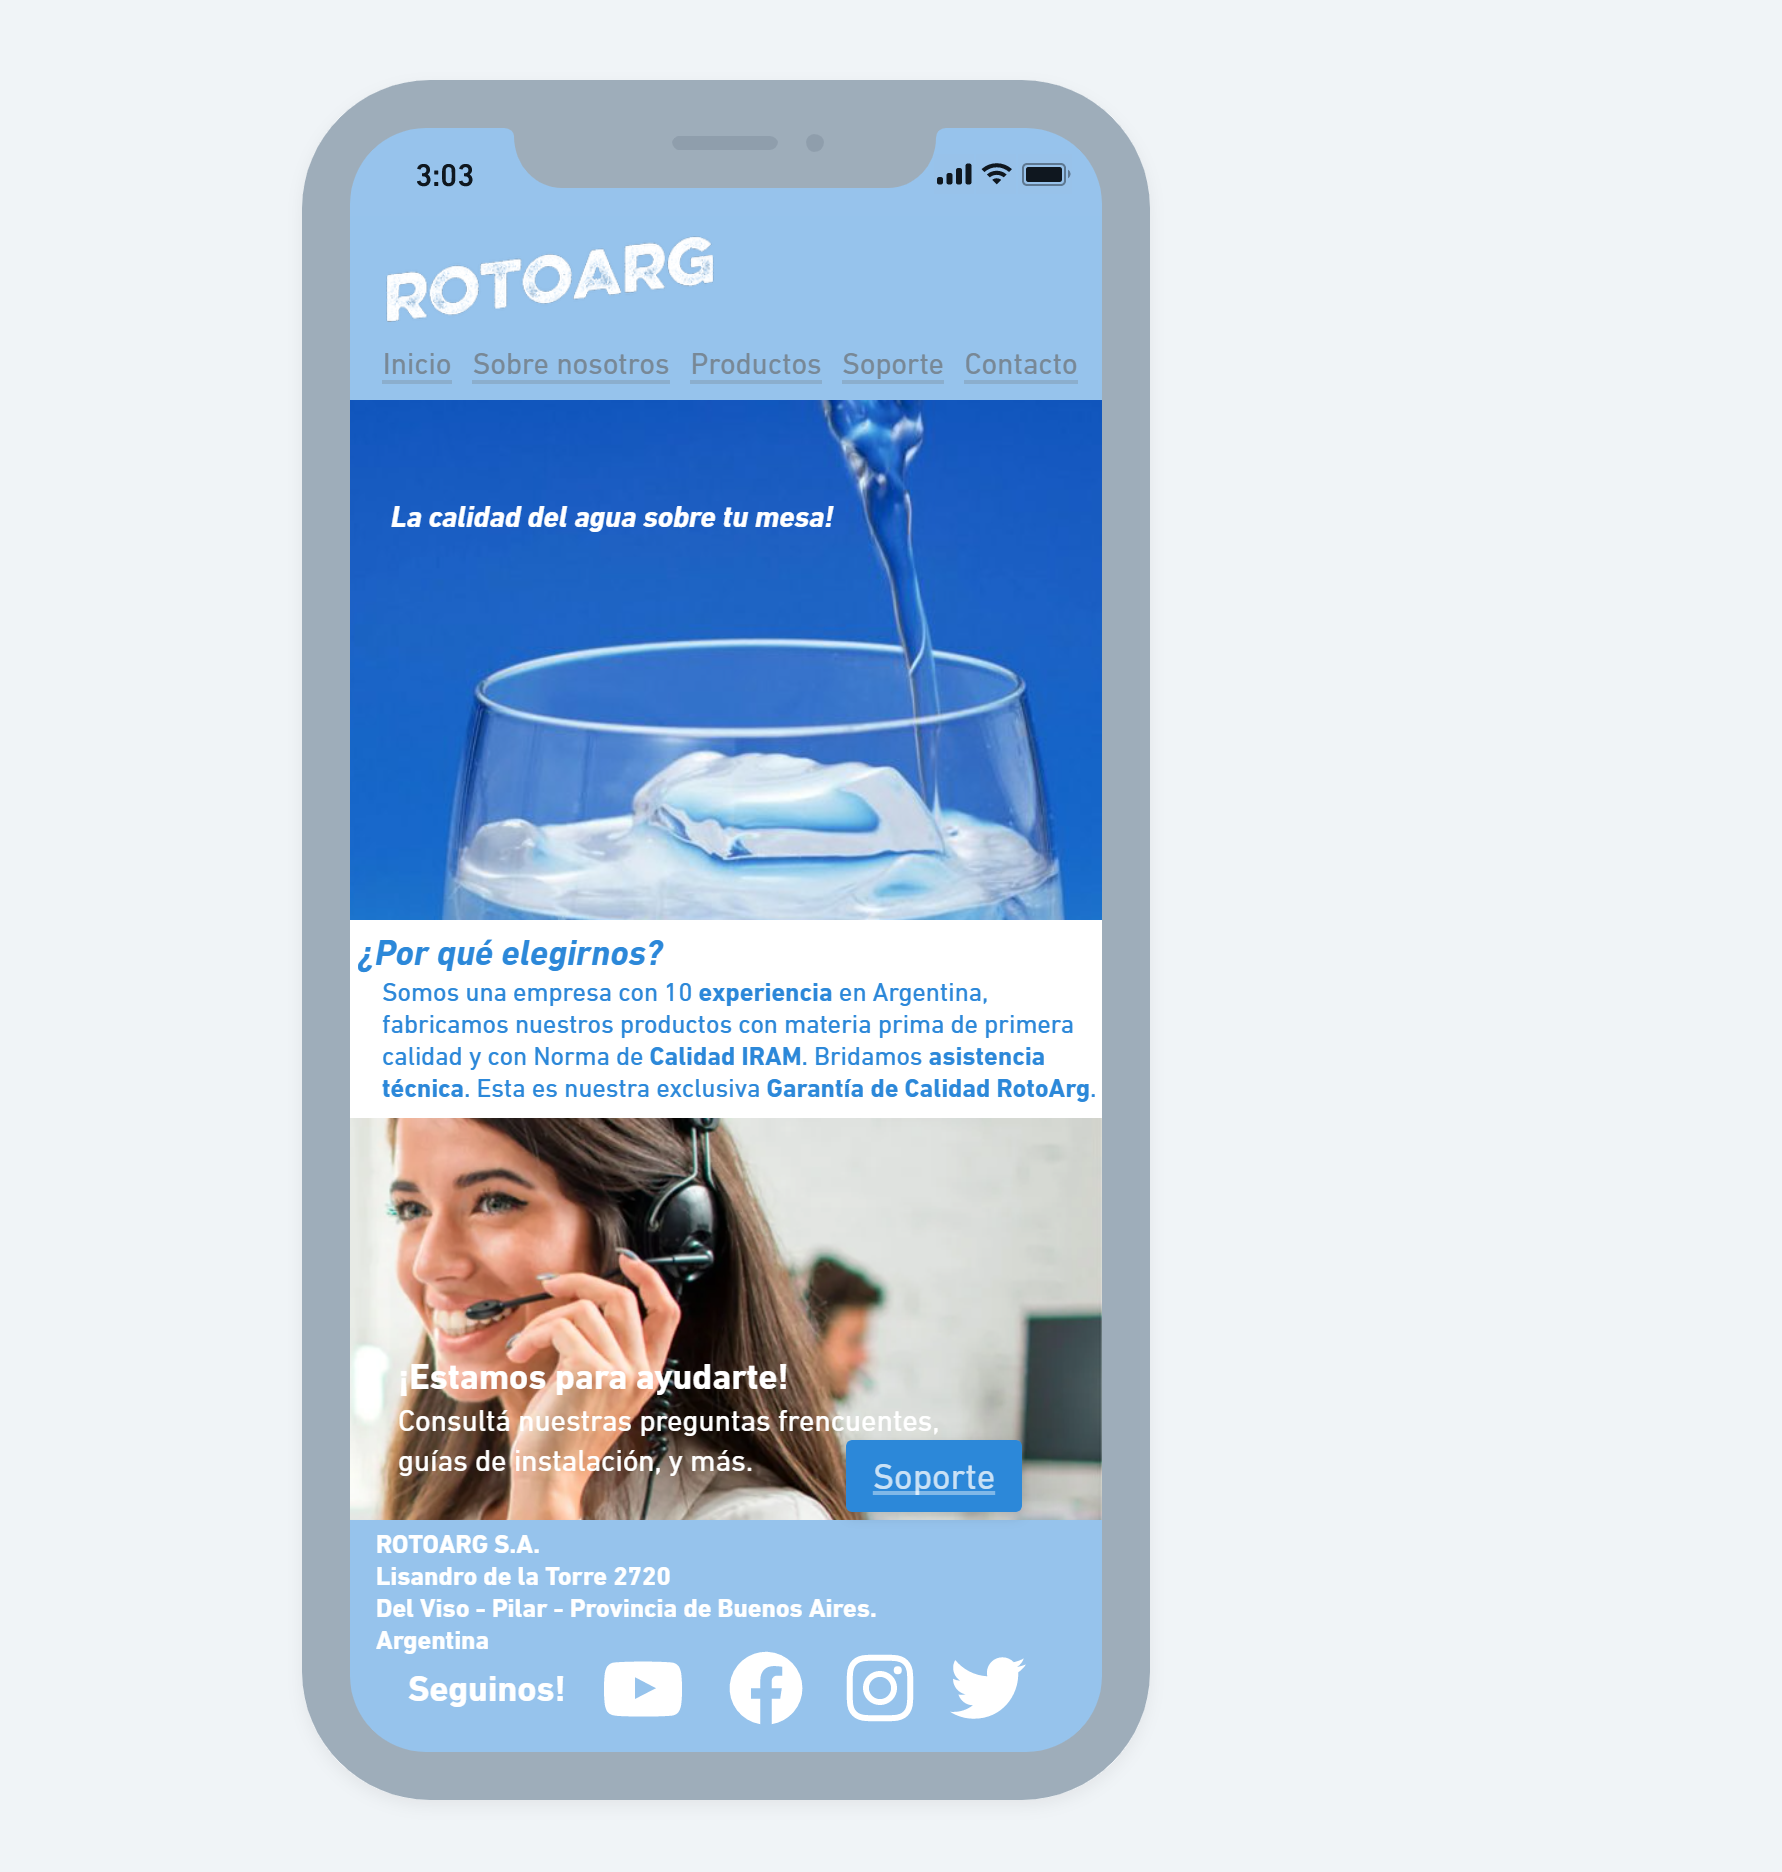 3:03
ROTOARG
Inicio Sobre nosotros Productos Soporte Contacto
La calidad del agua sobre tu mesa!
¿Por qué elegirnos?
Somos una empresa con 10 experiencia en Argentina,
fabricamos nuestros productos con materia prima de primera
calidad y con Norma de Calidad IRAM. Bridamos asistencia
técnica. Esta es nuestra exclusiva Garantía de Calidad RotoArg.
¡Estamos para ayudarte!
Consultá nuestras preguntas frencuentes,
guías de instalación, y más.
Soporte
ROTOARG S.A.
Lisandro de la Torre 2720
Del Viso - Pilar - Provincia de Buenos Aires.
Argentina
Seguinos!